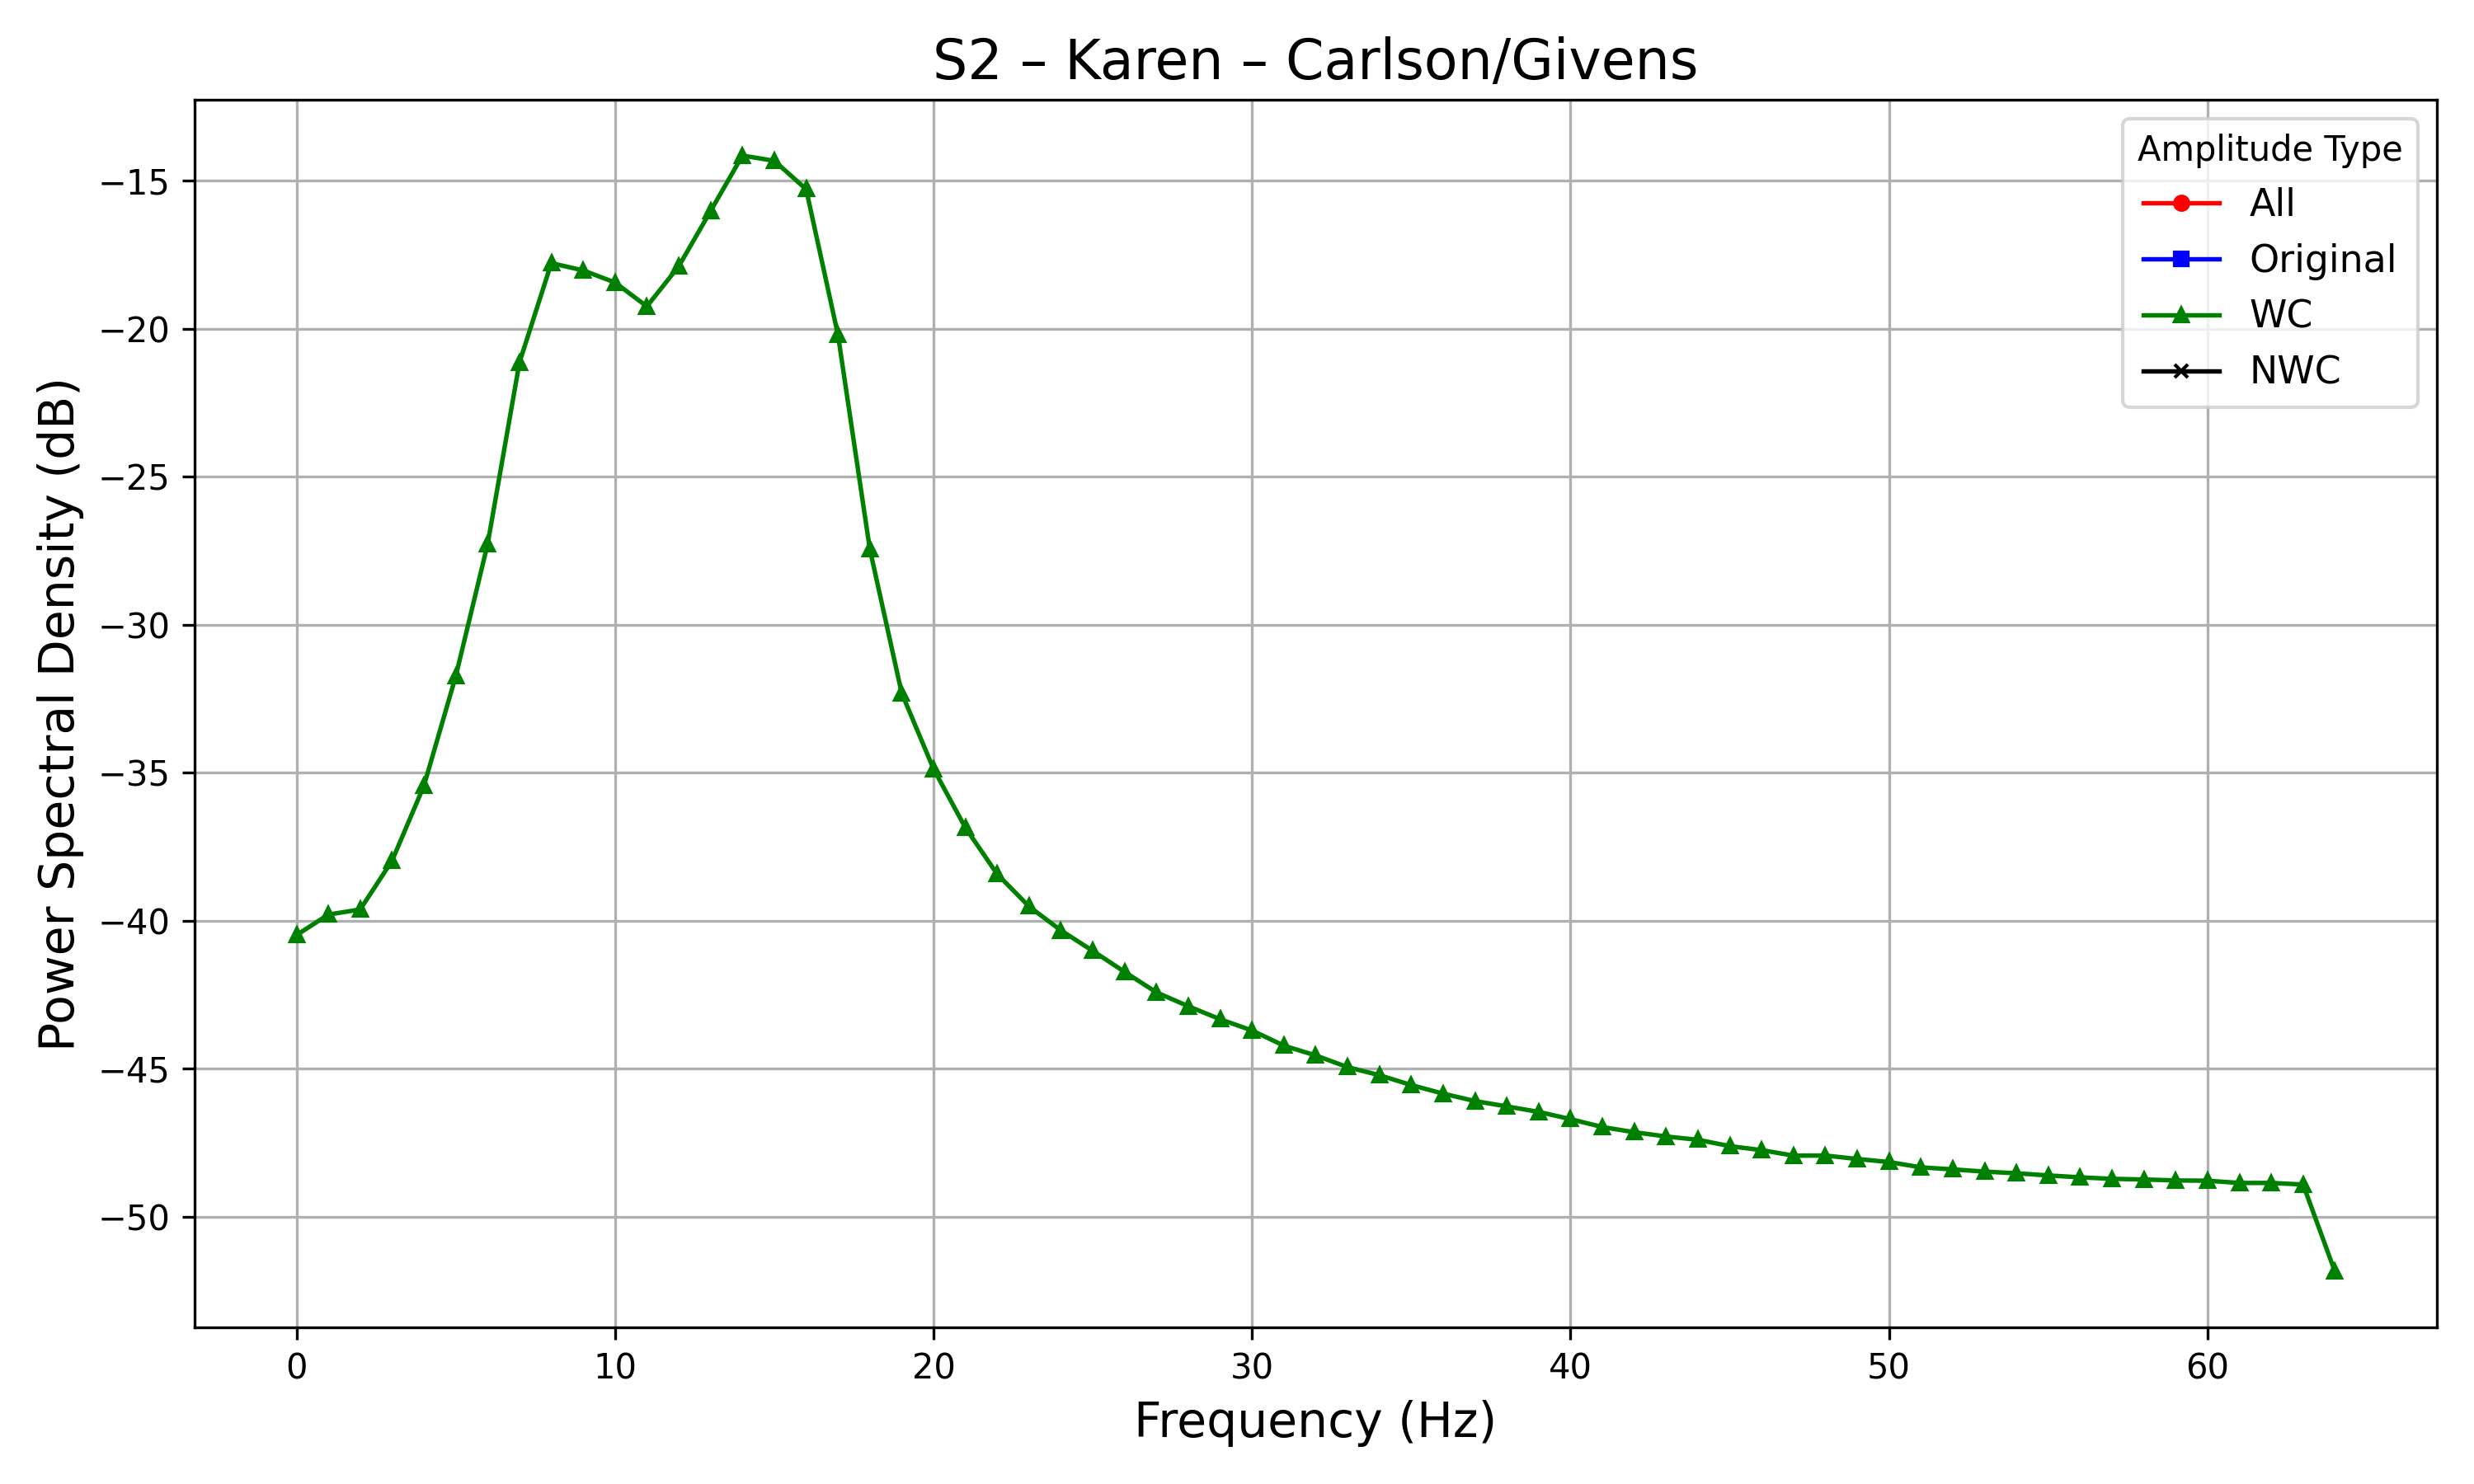 S2 – Karen – Carlson/Givens
Power Spectral Density (dB)
−15
−20
−25
−30
−35
−40
−45
−50
Amplitude Type
All
Original
WC
NWC
0 10 20 30 40 50 60
Frequency (Hz)